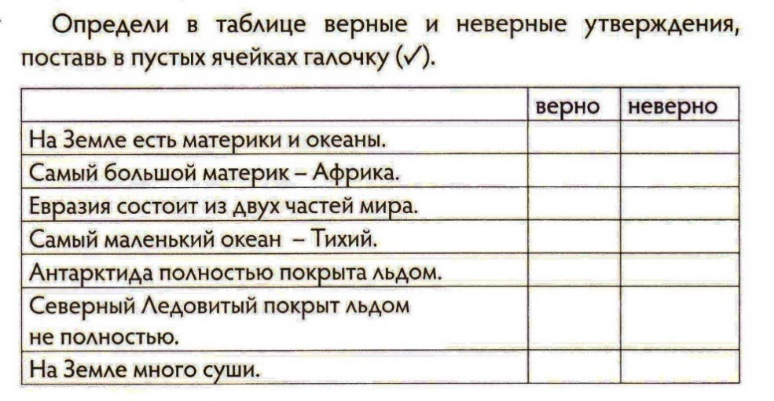 Определи в таблице верные и неверные утверждения,
поставь в пустых ячейках галочку (✓).
верно неверно
На Земле есть материки и океаны.
Самый большой материк – Африка.
Евразия состоит из двух частей мира.
Самый маленький океан – Тихий.
Антарктида полностью покрыта льдом.
Северный Ледовитый покрыт льдом
не полностью.
На Земле много суши.